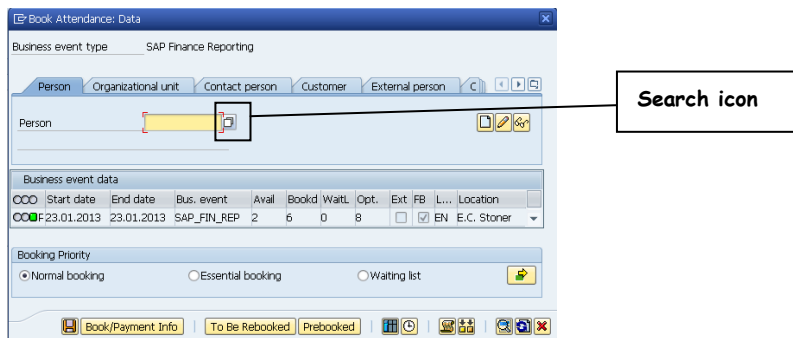 Book Attendance: Data
Business event type SAP Finance Reporting
Person Organizational unit Contact person Customer External person C
Search icon
Person
Business event data
Start date End date Bus. event Avail Bookd WaitL Opt. Ext FB L... Location
F 23.01.2013 23.01.2013 SAP_FIN_REP 2 6 0 8 EN E.C. Stoner
Booking Priority
Normal booking Essential booking Waiting list
Book/Payment Info To Be Rebooked Prebooked